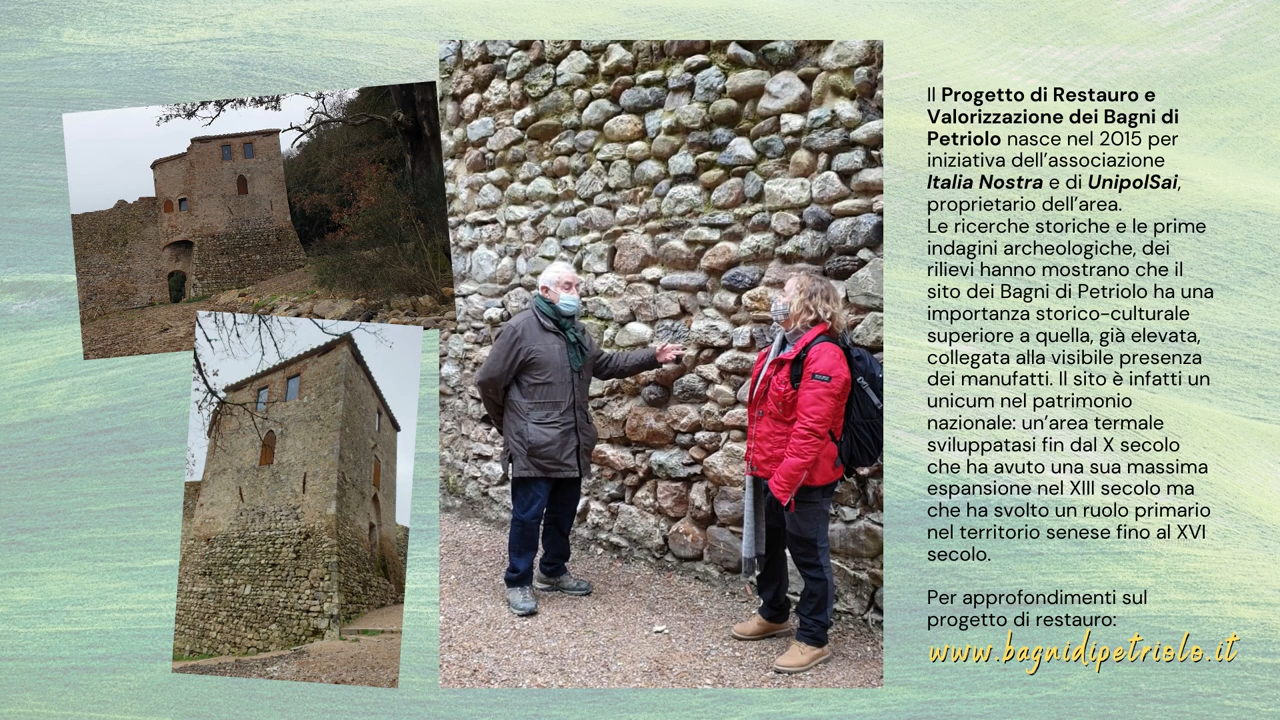 Il Progetto di Restauro e
Valorizzazione dei Bagni di
Petriolo nasce nel 2015 per
iniziativa dell'associazione
Italia Nostra e di UnipolSai,
proprietario dell'area.
Le ricerche storiche e le prime
indagini archeologiche, dei
rilievi hanno mostrano che il
sito dei Bagni di Petriolo ha una
importanza storico-culturale
superiore a quella, già elevata,
collegata alla visibile presenza
dei manufatti. Il sito è infatti un
unicum nel patrimonio
nazionale: un'area termale
sviluppatasi fin dal X secolo
che ha avuto una sua massima
espansione nel XIII secolo ma
che ha svolto un ruolo primario
nel territorio senese fino al XVI
secolo.
Per approfondimenti sul
progetto di restauro:
www.bagnidipetriolo.it